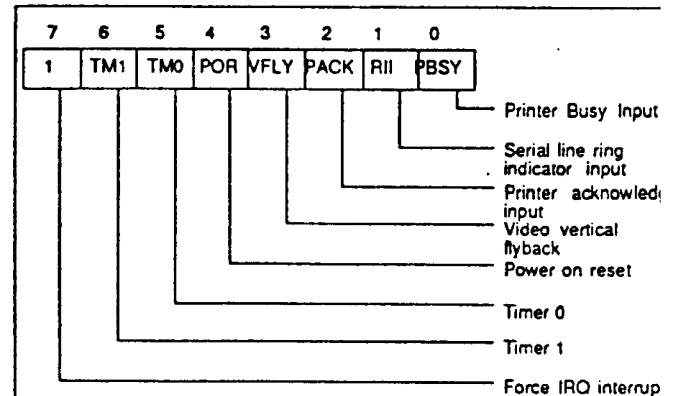 7 6 5 4 3 2 1 0
1 TM1 TM0 POR VFLY PACK RII PBSY
Printer Busy Input
Serial line ring
indicator input
Printer acknowledg
input
Video vertical
flyback
Power on reset
Timer 0
Timer 1
Force IRQ interrup